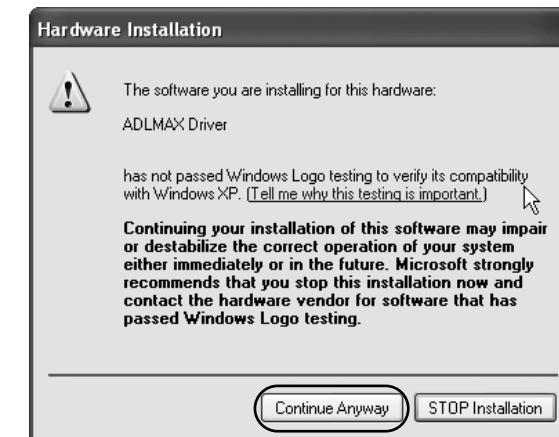 Hardware Installation
The software you are installing for this hardware:
ADLMAX Driver
has not passed Windows Logo testing to verify its compatibility
with Windows XP. (Tell me why this testing is important.)
Continuing your installation of this software may impair
or destabilize the correct operation of your system
either immediately or in the future. Microsoft strongly
recommends that you stop this installation now and
contact the hardware vendor for software that has
passed Windows Logo testing.
Continue Anyway
STOP Installation